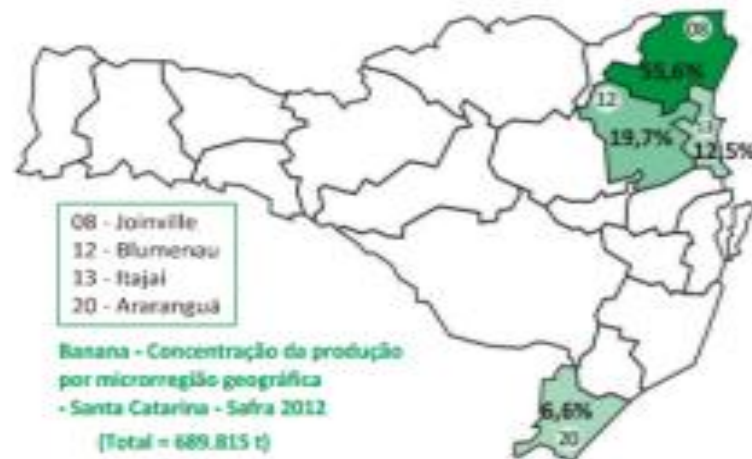 08
55,6%
12
19,7%
13
12,5%
08 - Joinville
12 - Blumenau
13 - Itajaí
20 - Araranguá
Banana - Concentração da produção
por microrregião geográfica
- Santa Catarina - Safra 2012
(Total = 689.815 t)
6,6%
20